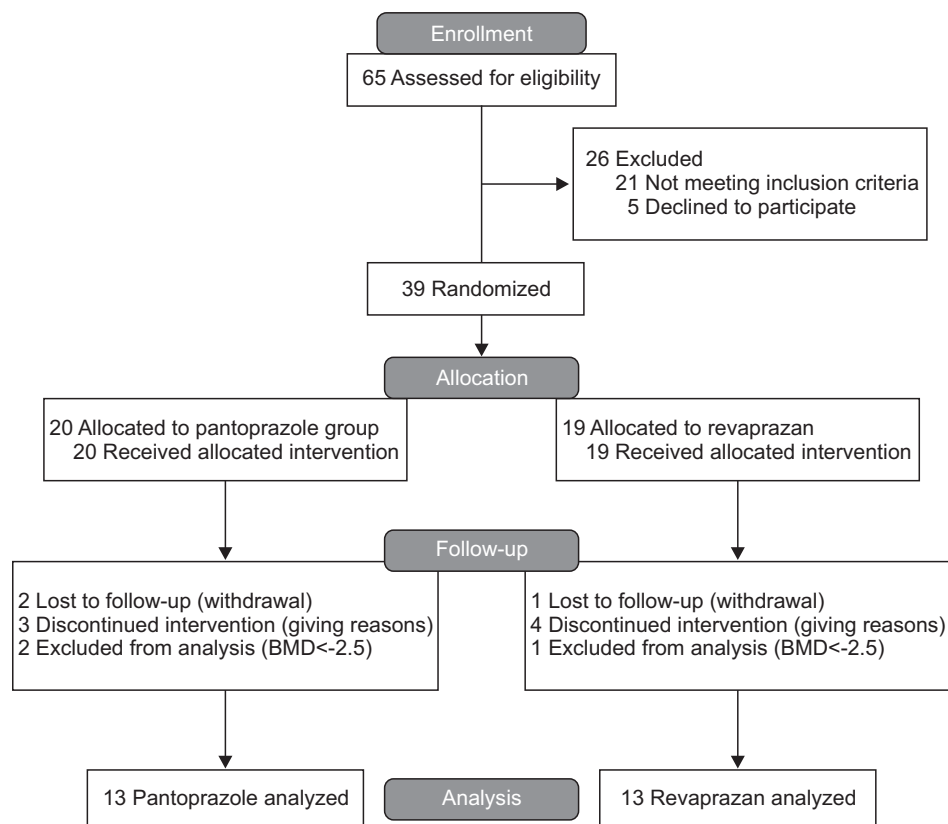 Enrollment
65 Assessed for eligibility
26 Excluded
21 Not meeting inclusion criteria
5 Declined to participate
39 Randomized
Allocation
20 Allocated to pantoprazole group
20 Received allocated intervention
19 Allocated to revaprazan
19 Received allocated intervention
Follow-up
2 Lost to follow-up (withdrawal)
3 Discontinued intervention (giving reasons)
2 Excluded from analysis (BMD<-2.5)
1 Lost to follow-up (withdrawal)
4 Discontinued intervention (giving reasons)
1 Excluded from analysis (BMD<-2.5)
13 Pantoprazole analyzed
Analysis
13 Revaprazan analyzed